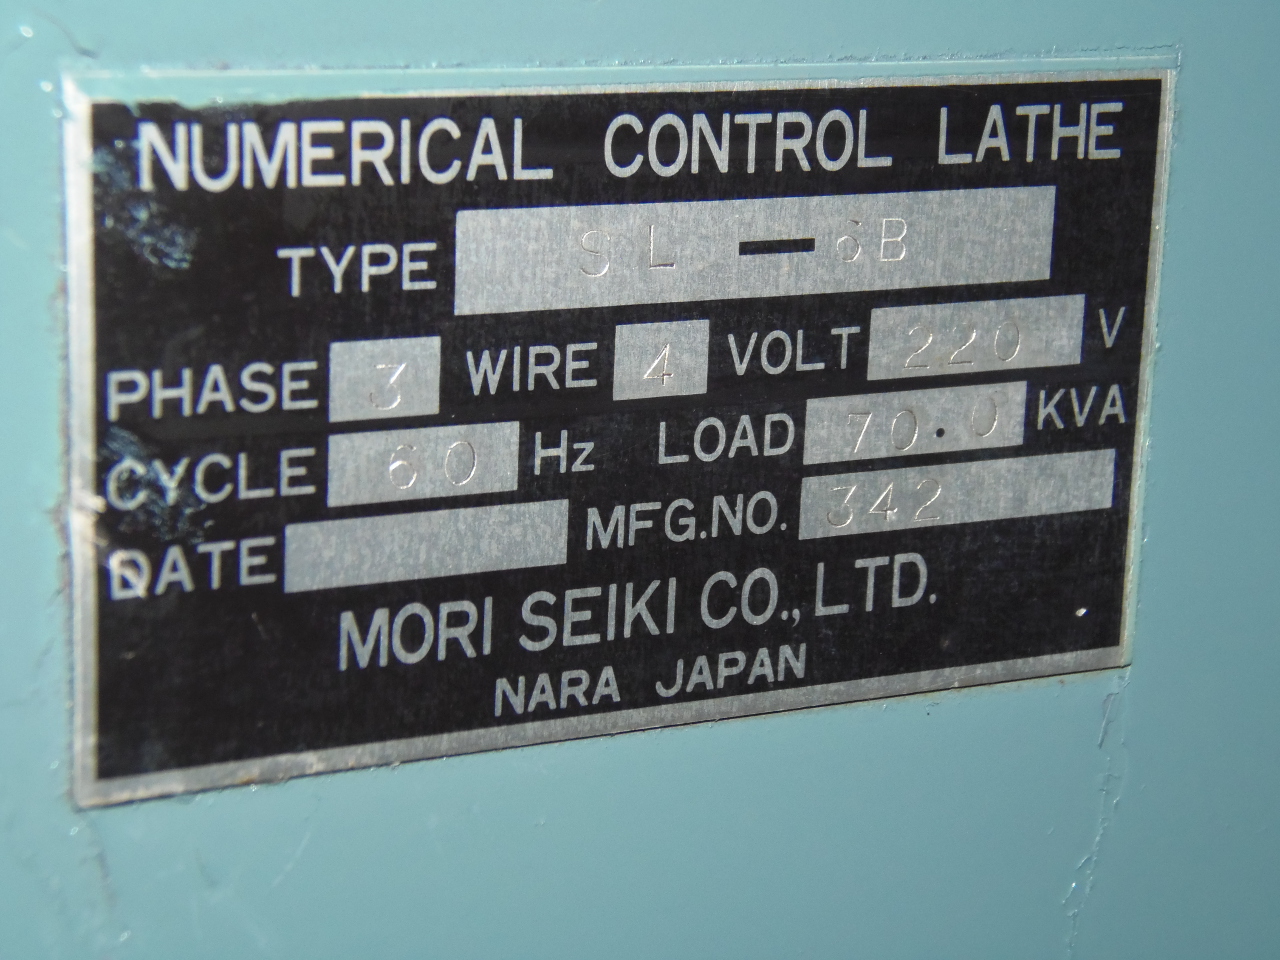 NUMERICAL CONTROL LATHE
TYPE SL-6B
PHASE 3 WIRE 4 VOLT 220 V
CYCLE 60 Hz LOAD 70.0 KVA
DATE MFG.NO. 342
MORI SEIKI CO., LTD.
NARA JAPAN